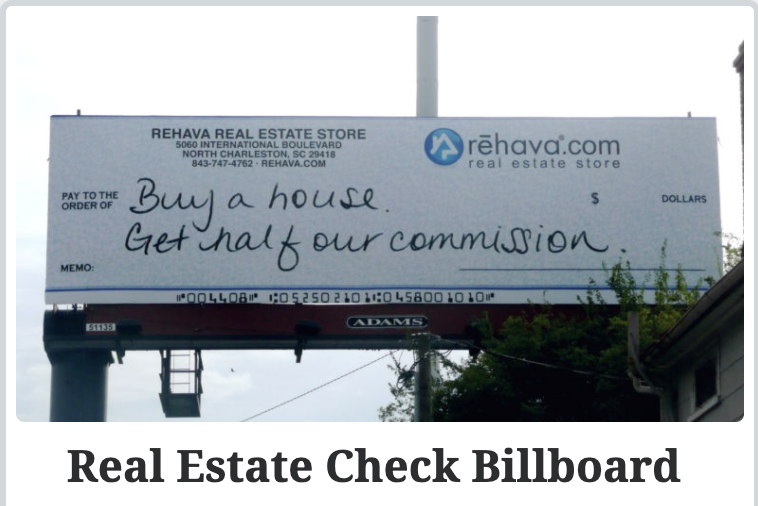 REHAVA REAL ESTATE STORE
5060 INTERNATIONAL BOULEVARD
NORTH CHARLESTON, SC 29418
843-747-4762 · REHAVA.COM
rēhava®.com
real estate store
PAY TO THE
ORDER OF
Buy a house.
$ DOLLARS
Get half our commission.
MEMO:
⑈004408⑈ ⑆052502101⑆0458001010⑈
51135
ADAMS
Real Estate Check Billboard